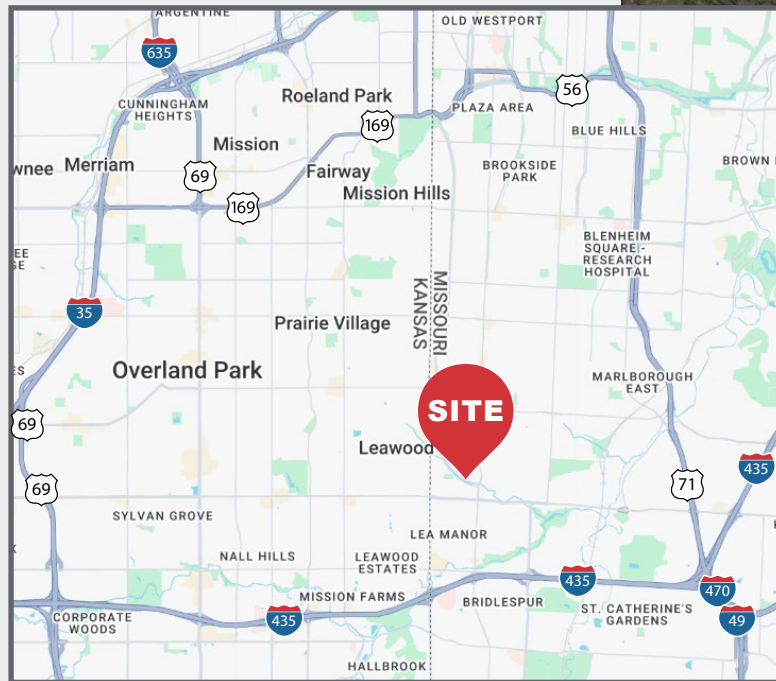 ARGENTINE
OLD WESTPORT
635
56
Roeland Park
CUNNINGHAM
HEIGHTS
PLAZA AREA
169
BLUE HILLS
Mission
wnee
Merriam
69
Fairway
BROOKSIDE
PARK
BROWN
Mission Hills
169
BLENHEIM
SQUARE -
RESEARCH
HOSPITAL
EE
GE
MISSOURI
KANSAS
35
Prairie Village
Overland Park
MARLBOROUGH
EAST
SITE
69
Leawood
435
69
71
SYLVAN GROVE
LEA MANOR
NALL HILLS
LEAWOOD
ESTATES
435
MISSION FARMS
470
BRIDLESPUR
ST. CATHERINE'S
GARDENS
CORPORATE
WOODS
435
49
HALLBROOK